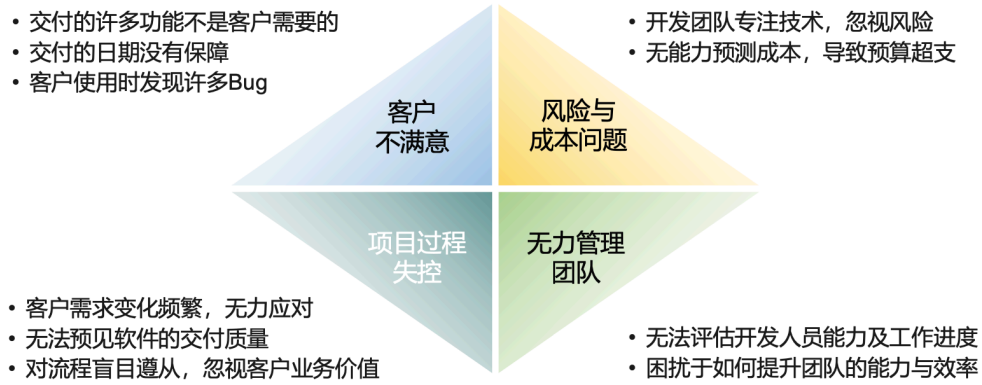 • 交付的许多功能不是客户需要的
• 交付的日期没有保障
• 客户使用时发现许多Bug
• 开发团队专注技术，忽视风险
• 无能力预测成本，导致预算超支
客户
不满意
风险与
成本问题
项目过程
失控
无力管理
团队
• 客户需求变化频繁，无力应对
• 无法预见软件的交付质量
• 对流程盲目遵从，忽视客户业务价值
• 无法评估开发人员能力及工作进度
• 困扰于如何提升团队的能力与效率